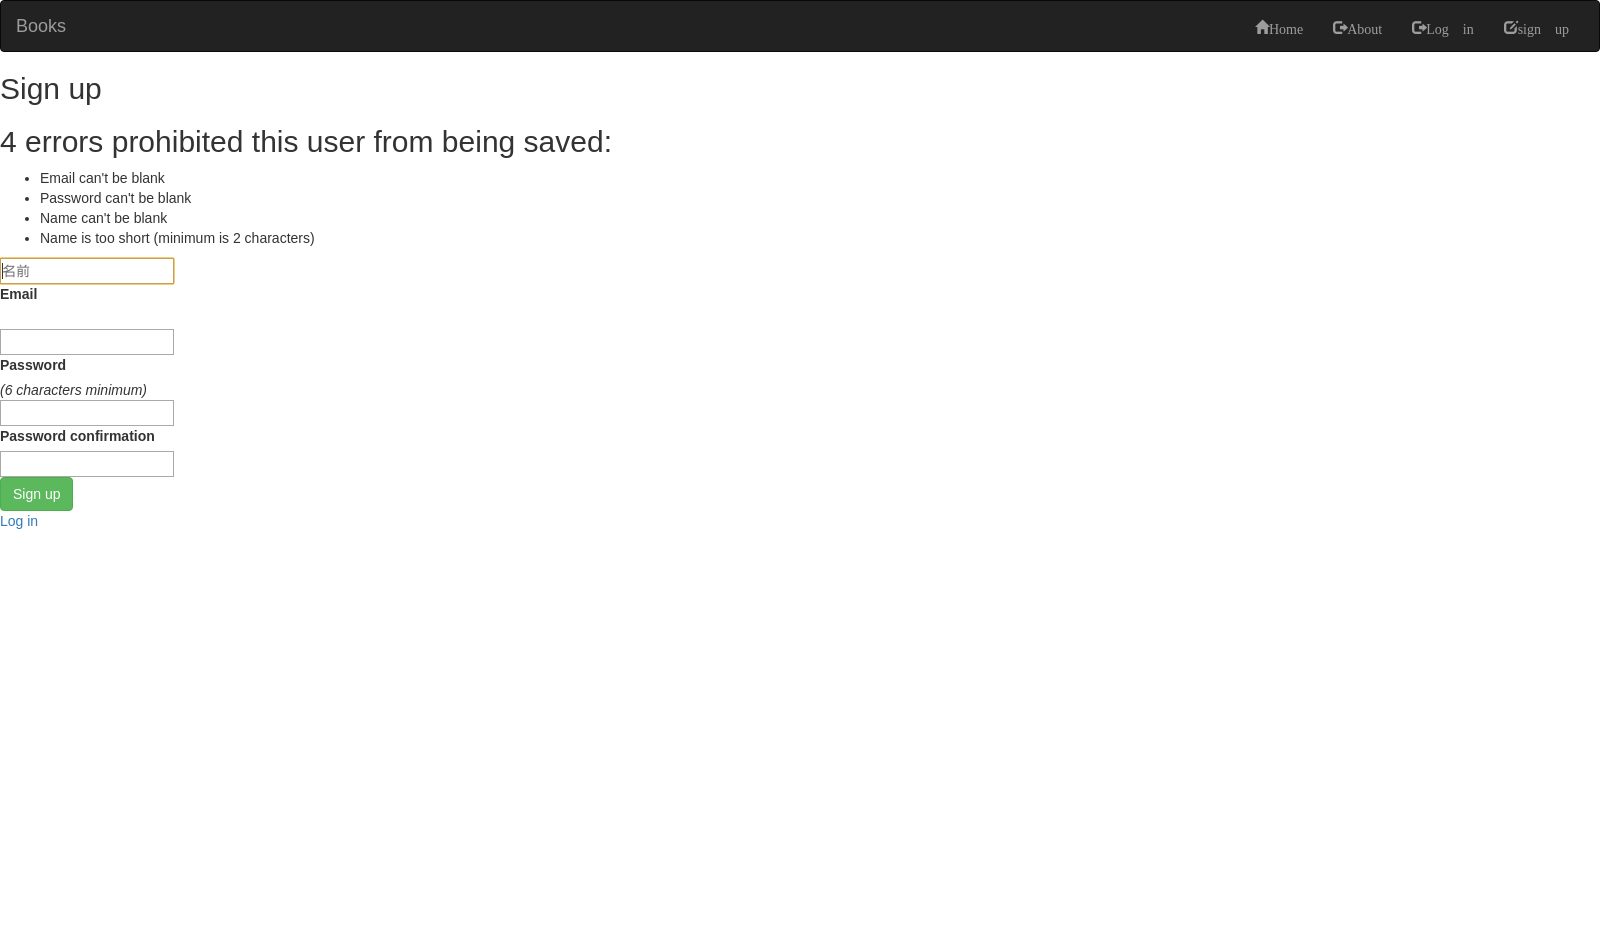 Books Home About Log in sign up
Sign up
4 errors prohibited this user from being saved:
Email can't be blank
Password can't be blank
Name can't be blank
Name is too short (minimum is 2 characters)
名前
Email
Password
(6 characters minimum)
Password confirmation
Sign up
Log in